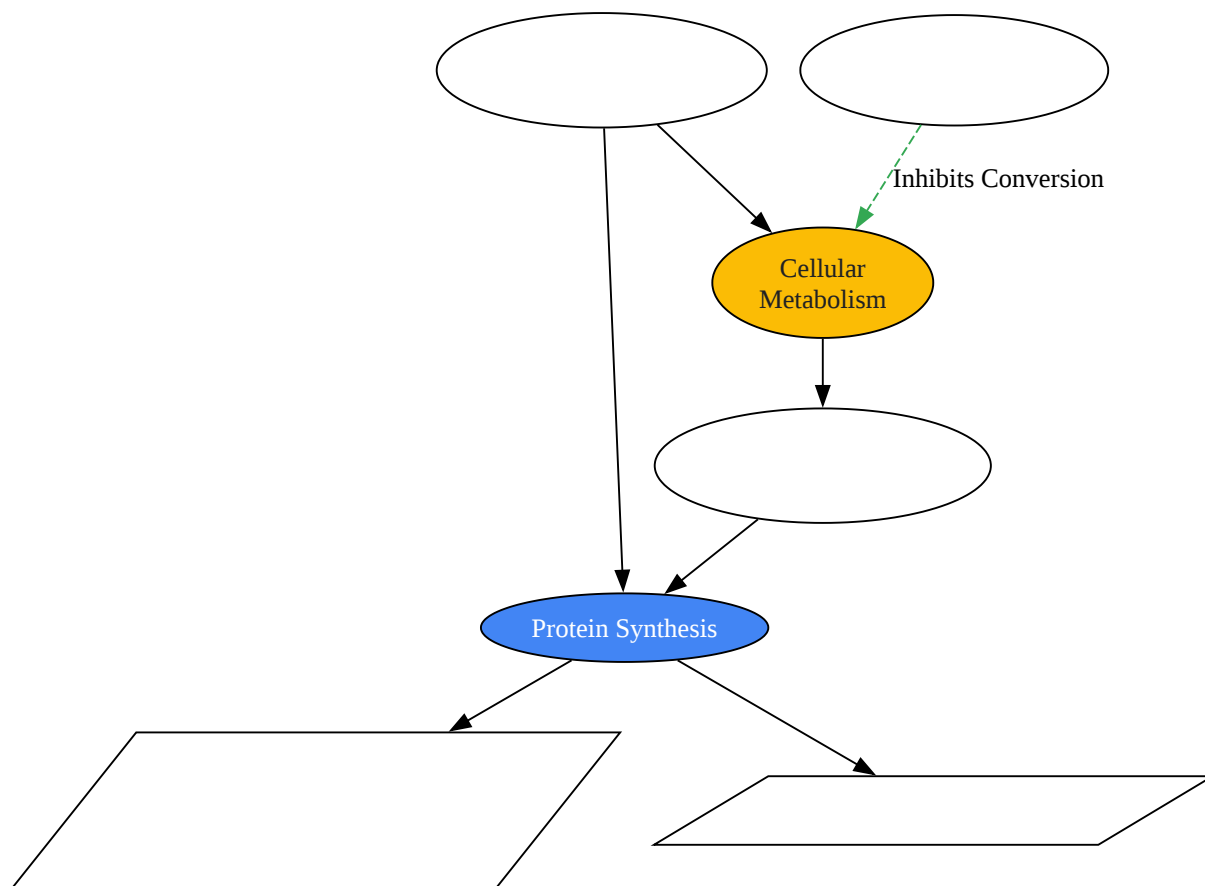 Inhibits Conversion
Cellular
Metabolism
Protein Synthesis